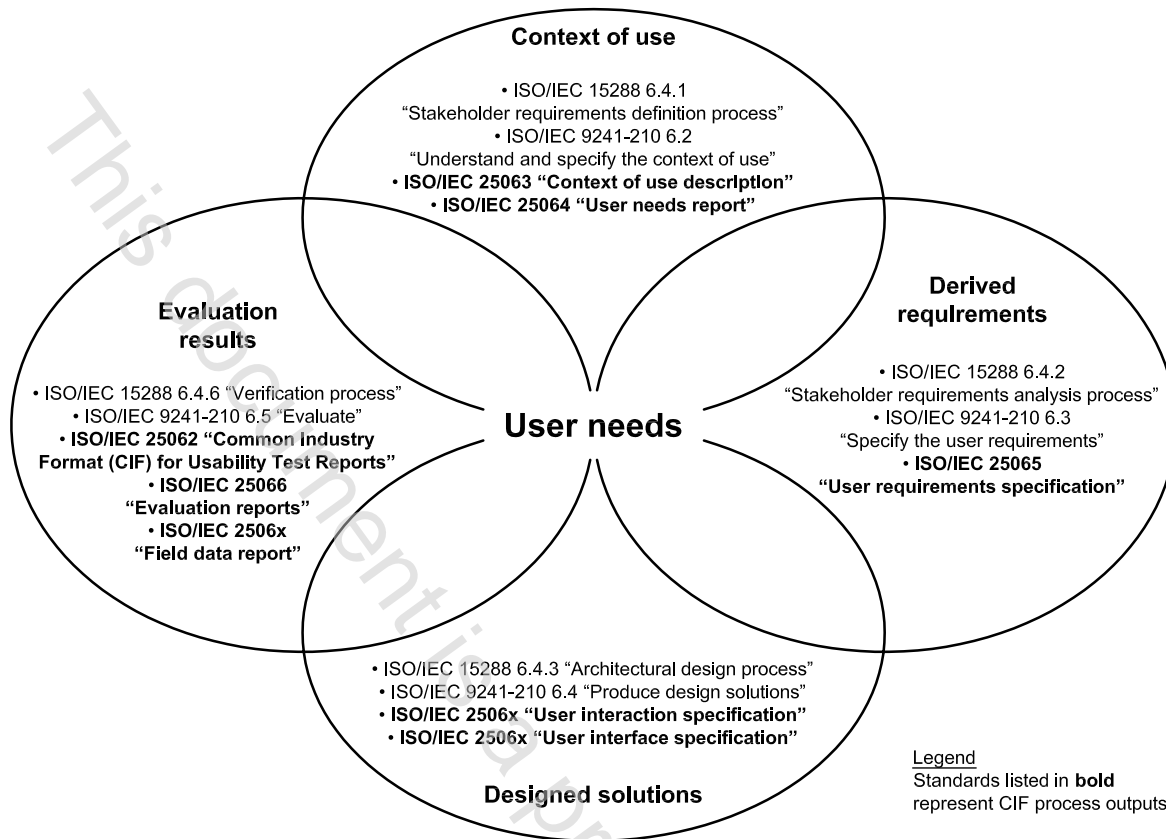 Context of use
• ISO/IEC 15288 6.4.1
“Stakeholder requirements definition process”
• ISO/IEC 9241-210 6.2
“Understand and specify the context of use”
• ISO/IEC 25063 “Context of use description”
• ISO/IEC 25064 “User needs report”
Evaluation
results
• ISO/IEC 15288 6.4.6 “Verification process”
• ISO/IEC 9241-210 6.5 “Evaluate”
• ISO/IEC 25062 “Common Industry
Format (CIF) for Usability Test Reports”
• ISO/IEC 25066
“Evaluation reports”
• ISO/IEC 2506x
“Field data report”
User needs
Derived
requirements
• ISO/IEC 15288 6.4.2
“Stakeholder requirements analysis process”
• ISO/IEC 9241-210 6.3
“Specify the user requirements”
• ISO/IEC 25065
“User requirements specification”
• ISO/IEC 15288 6.4.3 “Architectural design process”
• ISO/IEC 9241-210 6.4 “Produce design solutions”
• ISO/IEC 2506x “User interaction specification”
• ISO/IEC 2506x “User interface specification”
Designed solutions
Legend
Standards listed in bold
represent CIF process outputs
This document is a pr